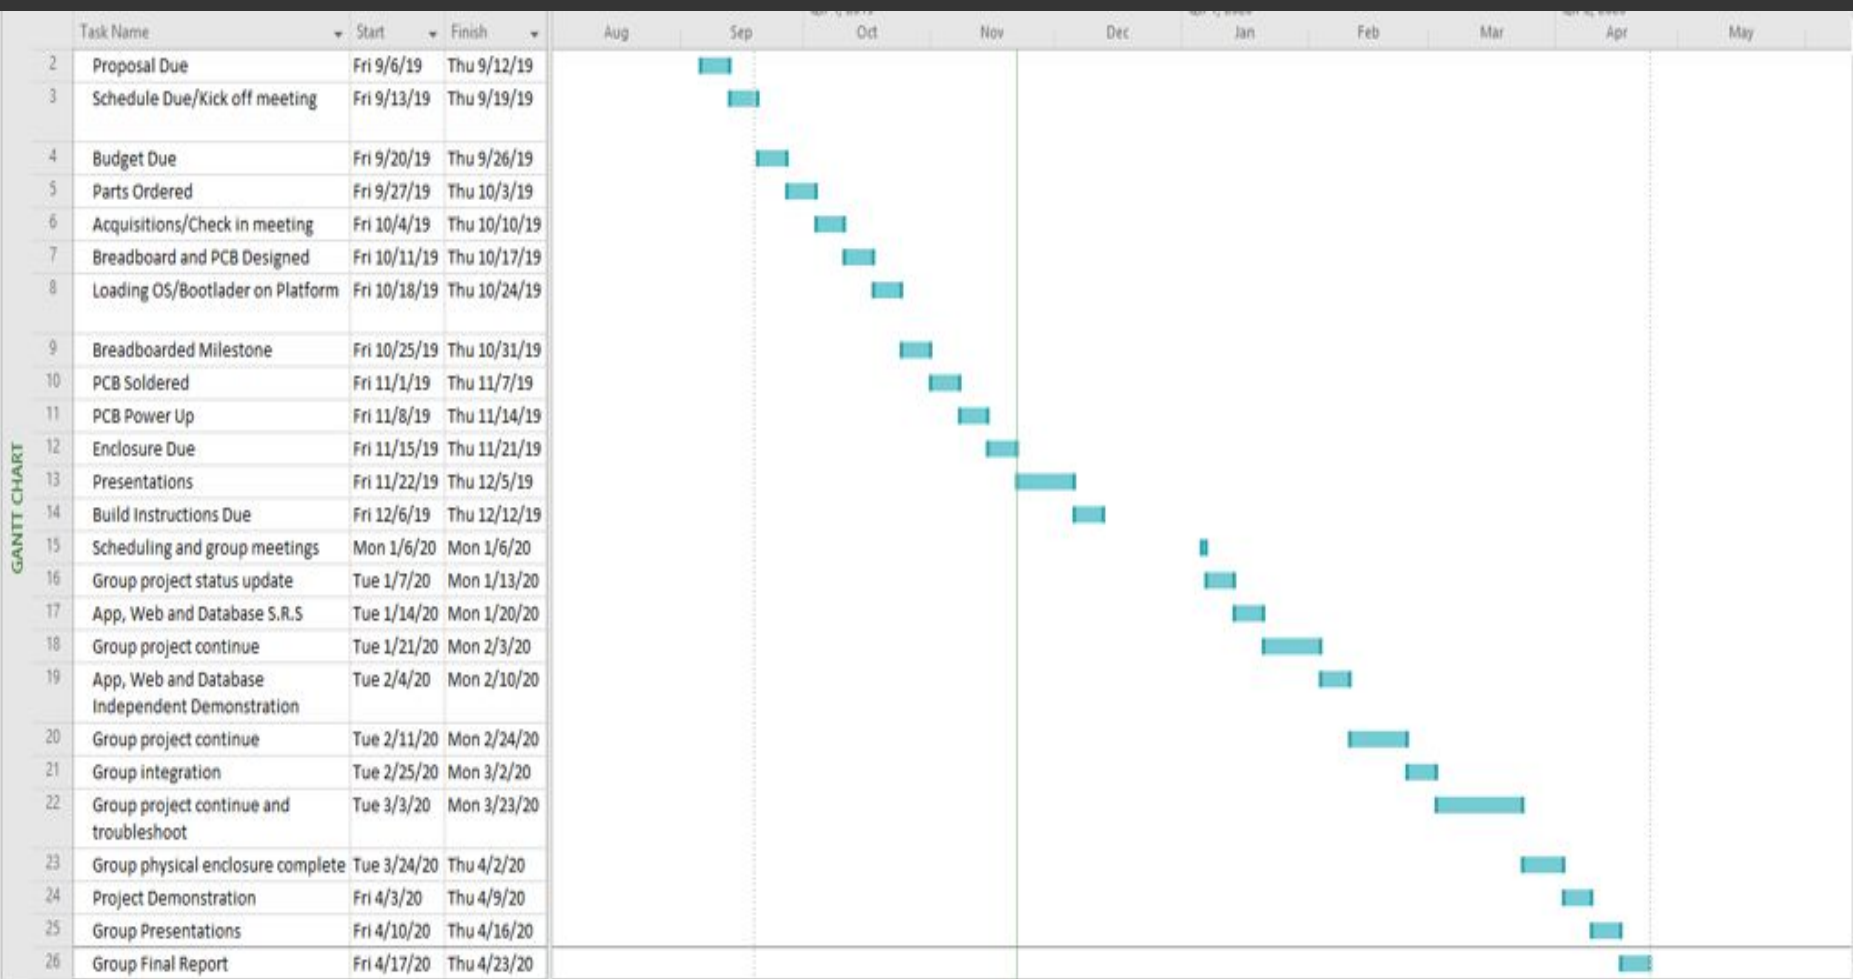 Task Name Start Finish Aug Sep Oct Nov Dec Jan Feb Mar Apr May
2 Proposal Due Fri 9/6/19 Thu 9/12/19
3 Schedule Due/Kick off meeting Fri 9/13/19 Thu 9/19/19
4 Budget Due Fri 9/20/19 Thu 9/26/19
5 Parts Ordered Fri 9/27/19 Thu 10/3/19
6 Acquisitions/Check in meeting Fri 10/4/19 Thu 10/10/19
7 Breadboard and PCB Designed Fri 10/11/19 Thu 10/17/19
8 Loading OS/Bootlader on Platform Fri 10/18/19 Thu 10/24/19
9 Breadboarded Milestone Fri 10/25/19 Thu 10/31/19
10 PCB Soldered Fri 11/1/19 Thu 11/7/19
11 PCB Power Up Fri 11/8/19 Thu 11/14/19
12 Enclosure Due Fri 11/15/19 Thu 11/21/19
13 Presentations Fri 11/22/19 Thu 12/5/19
14 Build Instructions Due Fri 12/6/19 Thu 12/12/19
15 Scheduling and group meetings Mon 1/6/20 Mon 1/6/20
16 Group project status update Tue 1/7/20 Mon 1/13/20
17 App, Web and Database S.R.S Tue 1/14/20 Mon 1/20/20
18 Group project continue Tue 1/21/20 Mon 2/3/20
19 App, Web and Database Tue 2/4/20 Mon 2/10/20
Independent Demonstration
20 Group project continue Tue 2/11/20 Mon 2/24/20
21 Group integration Tue 2/25/20 Mon 3/2/20
22 Group project continue and Tue 3/3/20 Mon 3/23/20
troubleshoot
23 Group physical enclosure complete Tue 3/24/20 Thu 4/2/20
24 Project Demonstration Fri 4/3/20 Thu 4/9/20
25 Group Presentations Fri 4/10/20 Thu 4/16/20
26 Group Final Report Fri 4/17/20 Thu 4/23/20
GANTT CHART